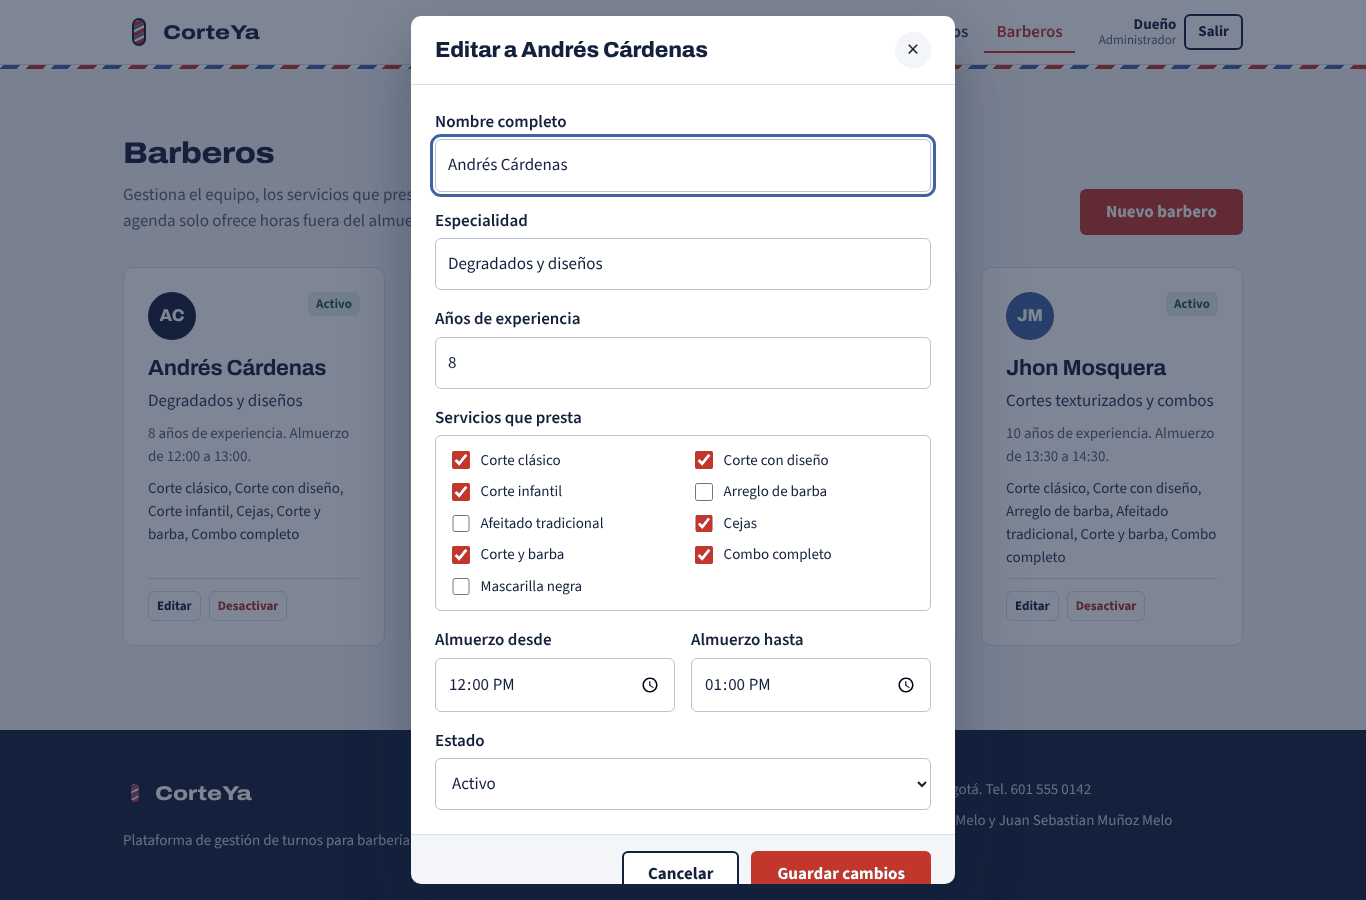 CorteYa
os
Barberos
Dueño
Administrador
Salir
Editar a Andrés Cárdenas
Barberos
Gestiona el equipo, los servicios que pres
agenda solo ofrece horas fuera del almue
Nuevo barbero
Nombre completo
Andrés Cárdenas
Especialidad
Degradados y diseños
Años de experiencia
8
Servicios que presta
Corte clásico
Corte con diseño
Corte infantil
Arreglo de barba
Afeitado tradicional
Cejas
Corte y barba
Combo completo
Mascarilla negra
Almuerzo desde
Almuerzo hasta
12:00 PM
01:00 PM
Estado
Activo
Cancelar
Guardar cambios
AC
Activo
Andrés Cárdenas
Degradados y diseños
8 años de experiencia. Almuerzo
de 12:00 a 13:00.
Corte clásico, Corte con diseño,
Corte infantil, Cejas, Corte y
barba, Combo completo
Editar
Desactivar
JM
Activo
Jhon Mosquera
Cortes texturizados y combos
10 años de experiencia. Almuerzo
de 13:30 a 14:30.
Corte clásico, Corte con diseño,
Arreglo de barba, Afeitado
tradicional, Corte y barba, Combo
completo
Editar
Desactivar
CorteYa
Plataforma de gestión de turnos para barbería
gotá. Tel. 601 555 0142
Melo y Juan Sebastian Muñoz Melo